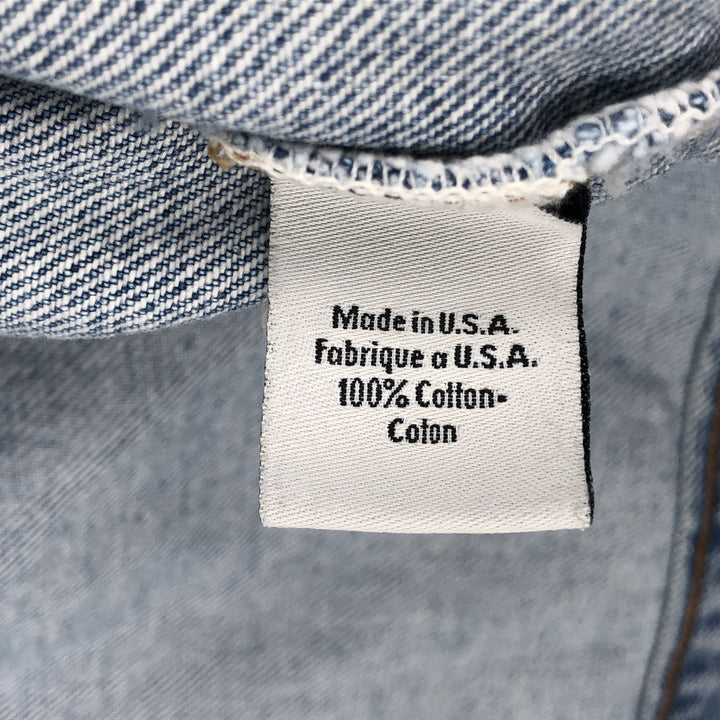 Made in U.S.A.
Fabrique a U.S.A.
100% Cotton-
Coton